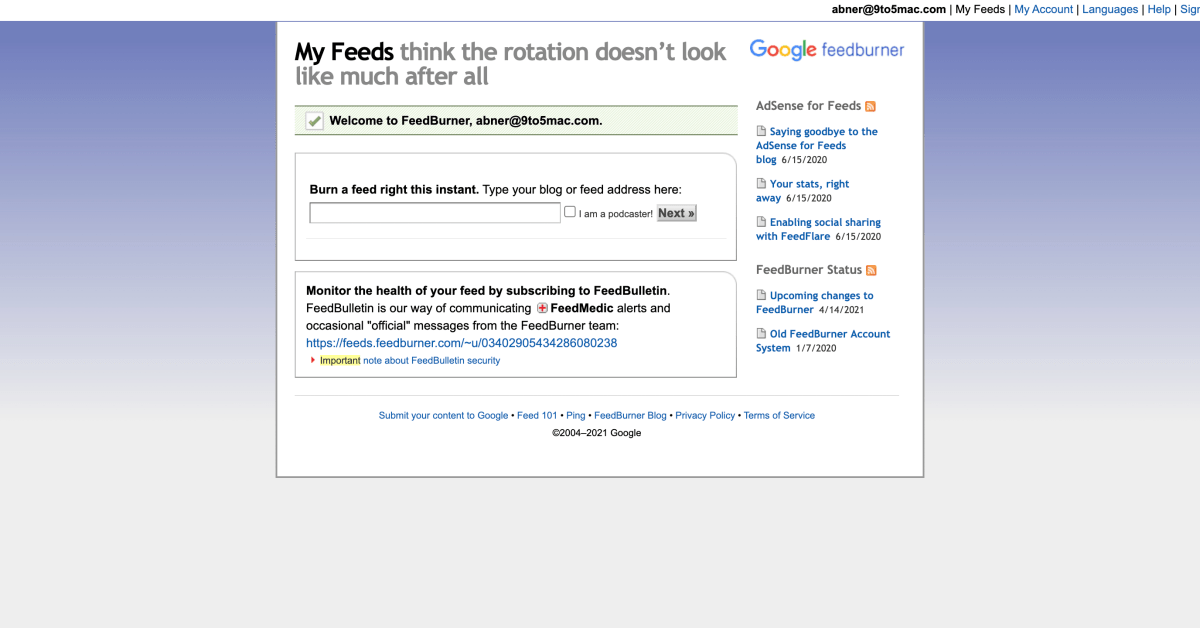 abner@9to5mac.com | My Feeds | My Account | Languages | Help |
My Feeds think the rotation doesn’t look
like much after all
Google feedburner
Welcome to FeedBurner, abner@9to5mac.com.
Burn a feed right this instant. Type your blog or feed address here:
I am a podcaster! Next »
Monitor the health of your feed by subscribing to FeedBulletin.
FeedBulletin is our way of communicating FeedMedic alerts and
occasional "official" messages from the FeedBurner team:
https://feeds.feedburner.com/~u/03402905434286080238
Important note about FeedBulletin security
AdSense for Feeds
Saying goodbye to the
AdSense for Feeds
blog 6/15/2020
Your stats, right
away 6/15/2020
Enabling social sharing
with FeedFlare 6/15/2020
FeedBurner Status
Upcoming changes to
FeedBurner 4/14/2021
Old FeedBurner Account
System 1/7/2020
Submit your content to Google • Feed 101 • Ping • FeedBurner Blog • Privacy Policy • Terms of Service
©2004–2021 Google